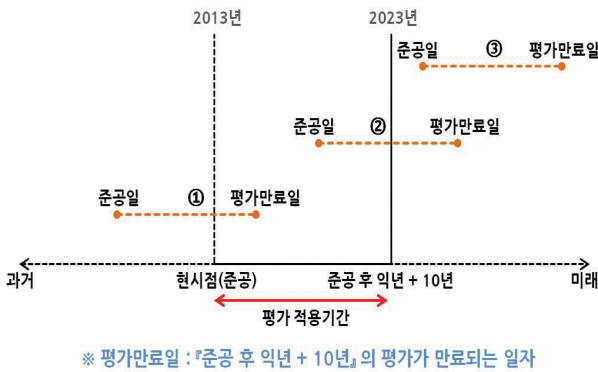 2013년 2023년
준공일 ③ 평가만료일
준공일 ② 평가만료일
준공일 ① 평가만료일
과거 현시점(준공) 준공 후 익년 + 10년 미래
평가 적용기간
※ 평가만료일 : 『준공 후 익년 + 10년』의 평가가 만료되는 일자